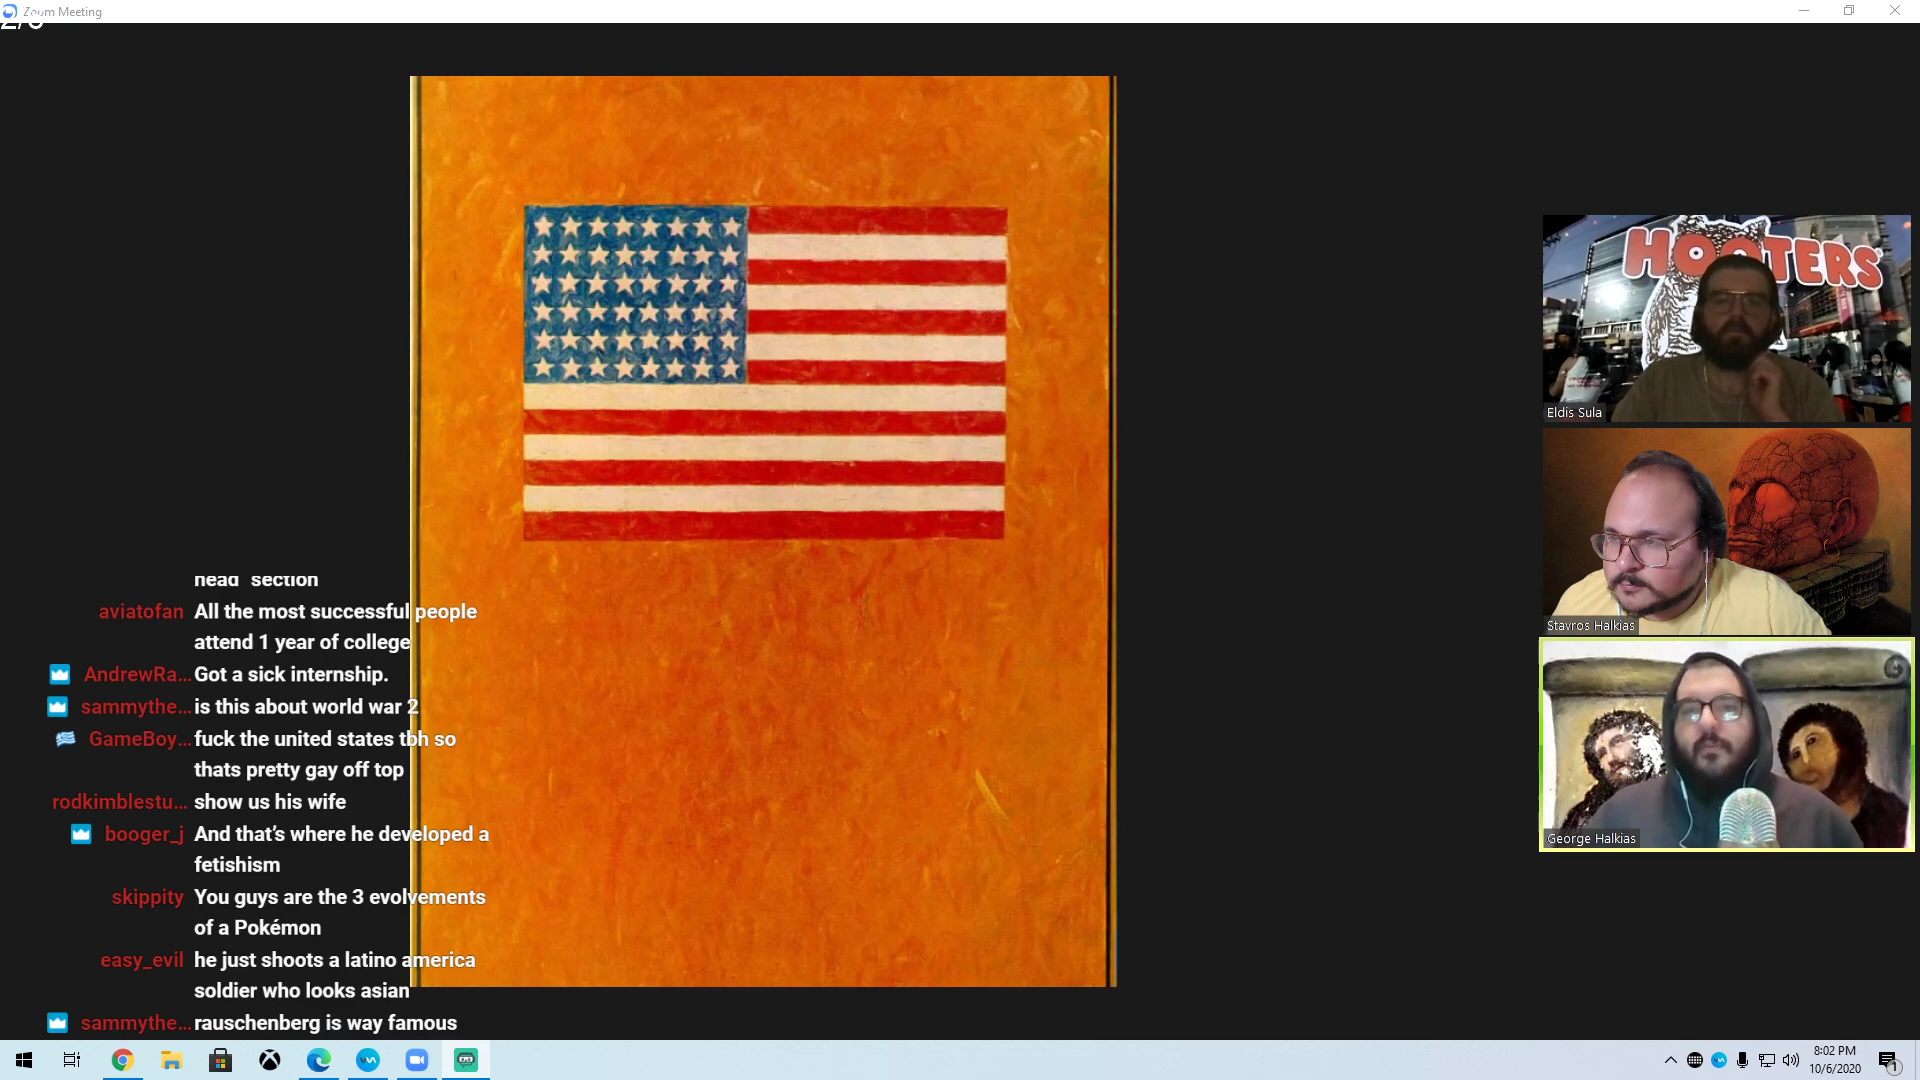 Zoom Meeting
2/6
HOOTERS
Eldis Sula
Stavros Halkias
George Halkias
head" section
aviatofan All the most successful people
attend 1 year of college
AndrewRa... Got a sick internship.
sammythe... is this about world war 2
GameBoy... fuck the united states tbh so
thats pretty gay off top
rodkimblestu... show us his wife
booger_j And that's where he developed a
fetishism
skippity You guys are the 3 evolvements
of a Pokémon
easy_evil he just shoots a latino america
soldier who looks asian
sammythe... rauschenberg is way famous
8:02 PM
10/6/2020
1